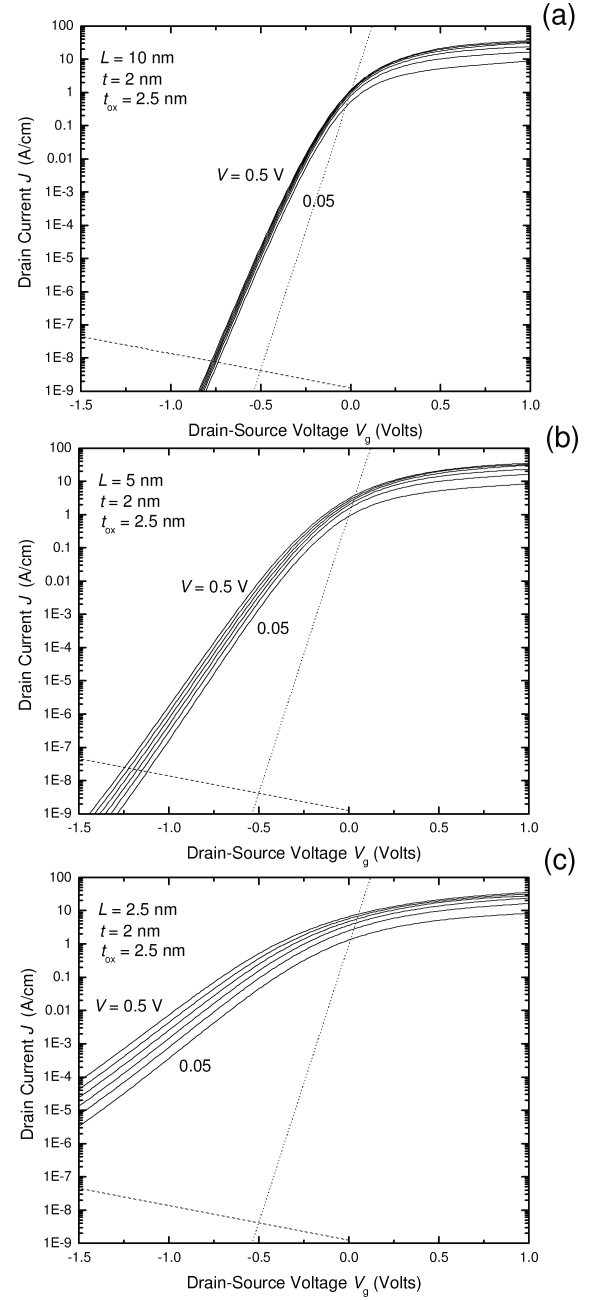 (a)
100
10
1
0.1
0.01
1E-3
1E-4
1E-5
1E-6
1E-7
1E-8
1E-9
Drain Current J (A/cm)
L = 10 nm
t = 2 nm
tox = 2.5 nm
V = 0.5 V
0.05
-1.5 -1.0 -0.5 0.0 0.5 1.0
Drain-Source Voltage Vg (Volts)
(b)
100
10
1
0.1
0.01
1E-3
1E-4
1E-5
1E-6
1E-7
1E-8
1E-9
Drain Current J (A/cm)
L = 5 nm
t = 2 nm
tox = 2.5 nm
V = 0.5 V
0.05
-1.5 -1.0 -0.5 0.0 0.5 1.0
Drain-Source Voltage Vg (Volts)
(c)
100
10
1
0.1
0.01
1E-3
1E-4
1E-5
1E-6
1E-7
1E-8
1E-9
Drain Current J (A/cm)
L = 2.5 nm
t = 2 nm
tox = 2.5 nm
V = 0.5 V
0.05
-1.5 -1.0 -0.5 0.0 0.5 1.0
Drain-Source Voltage Vg (Volts)